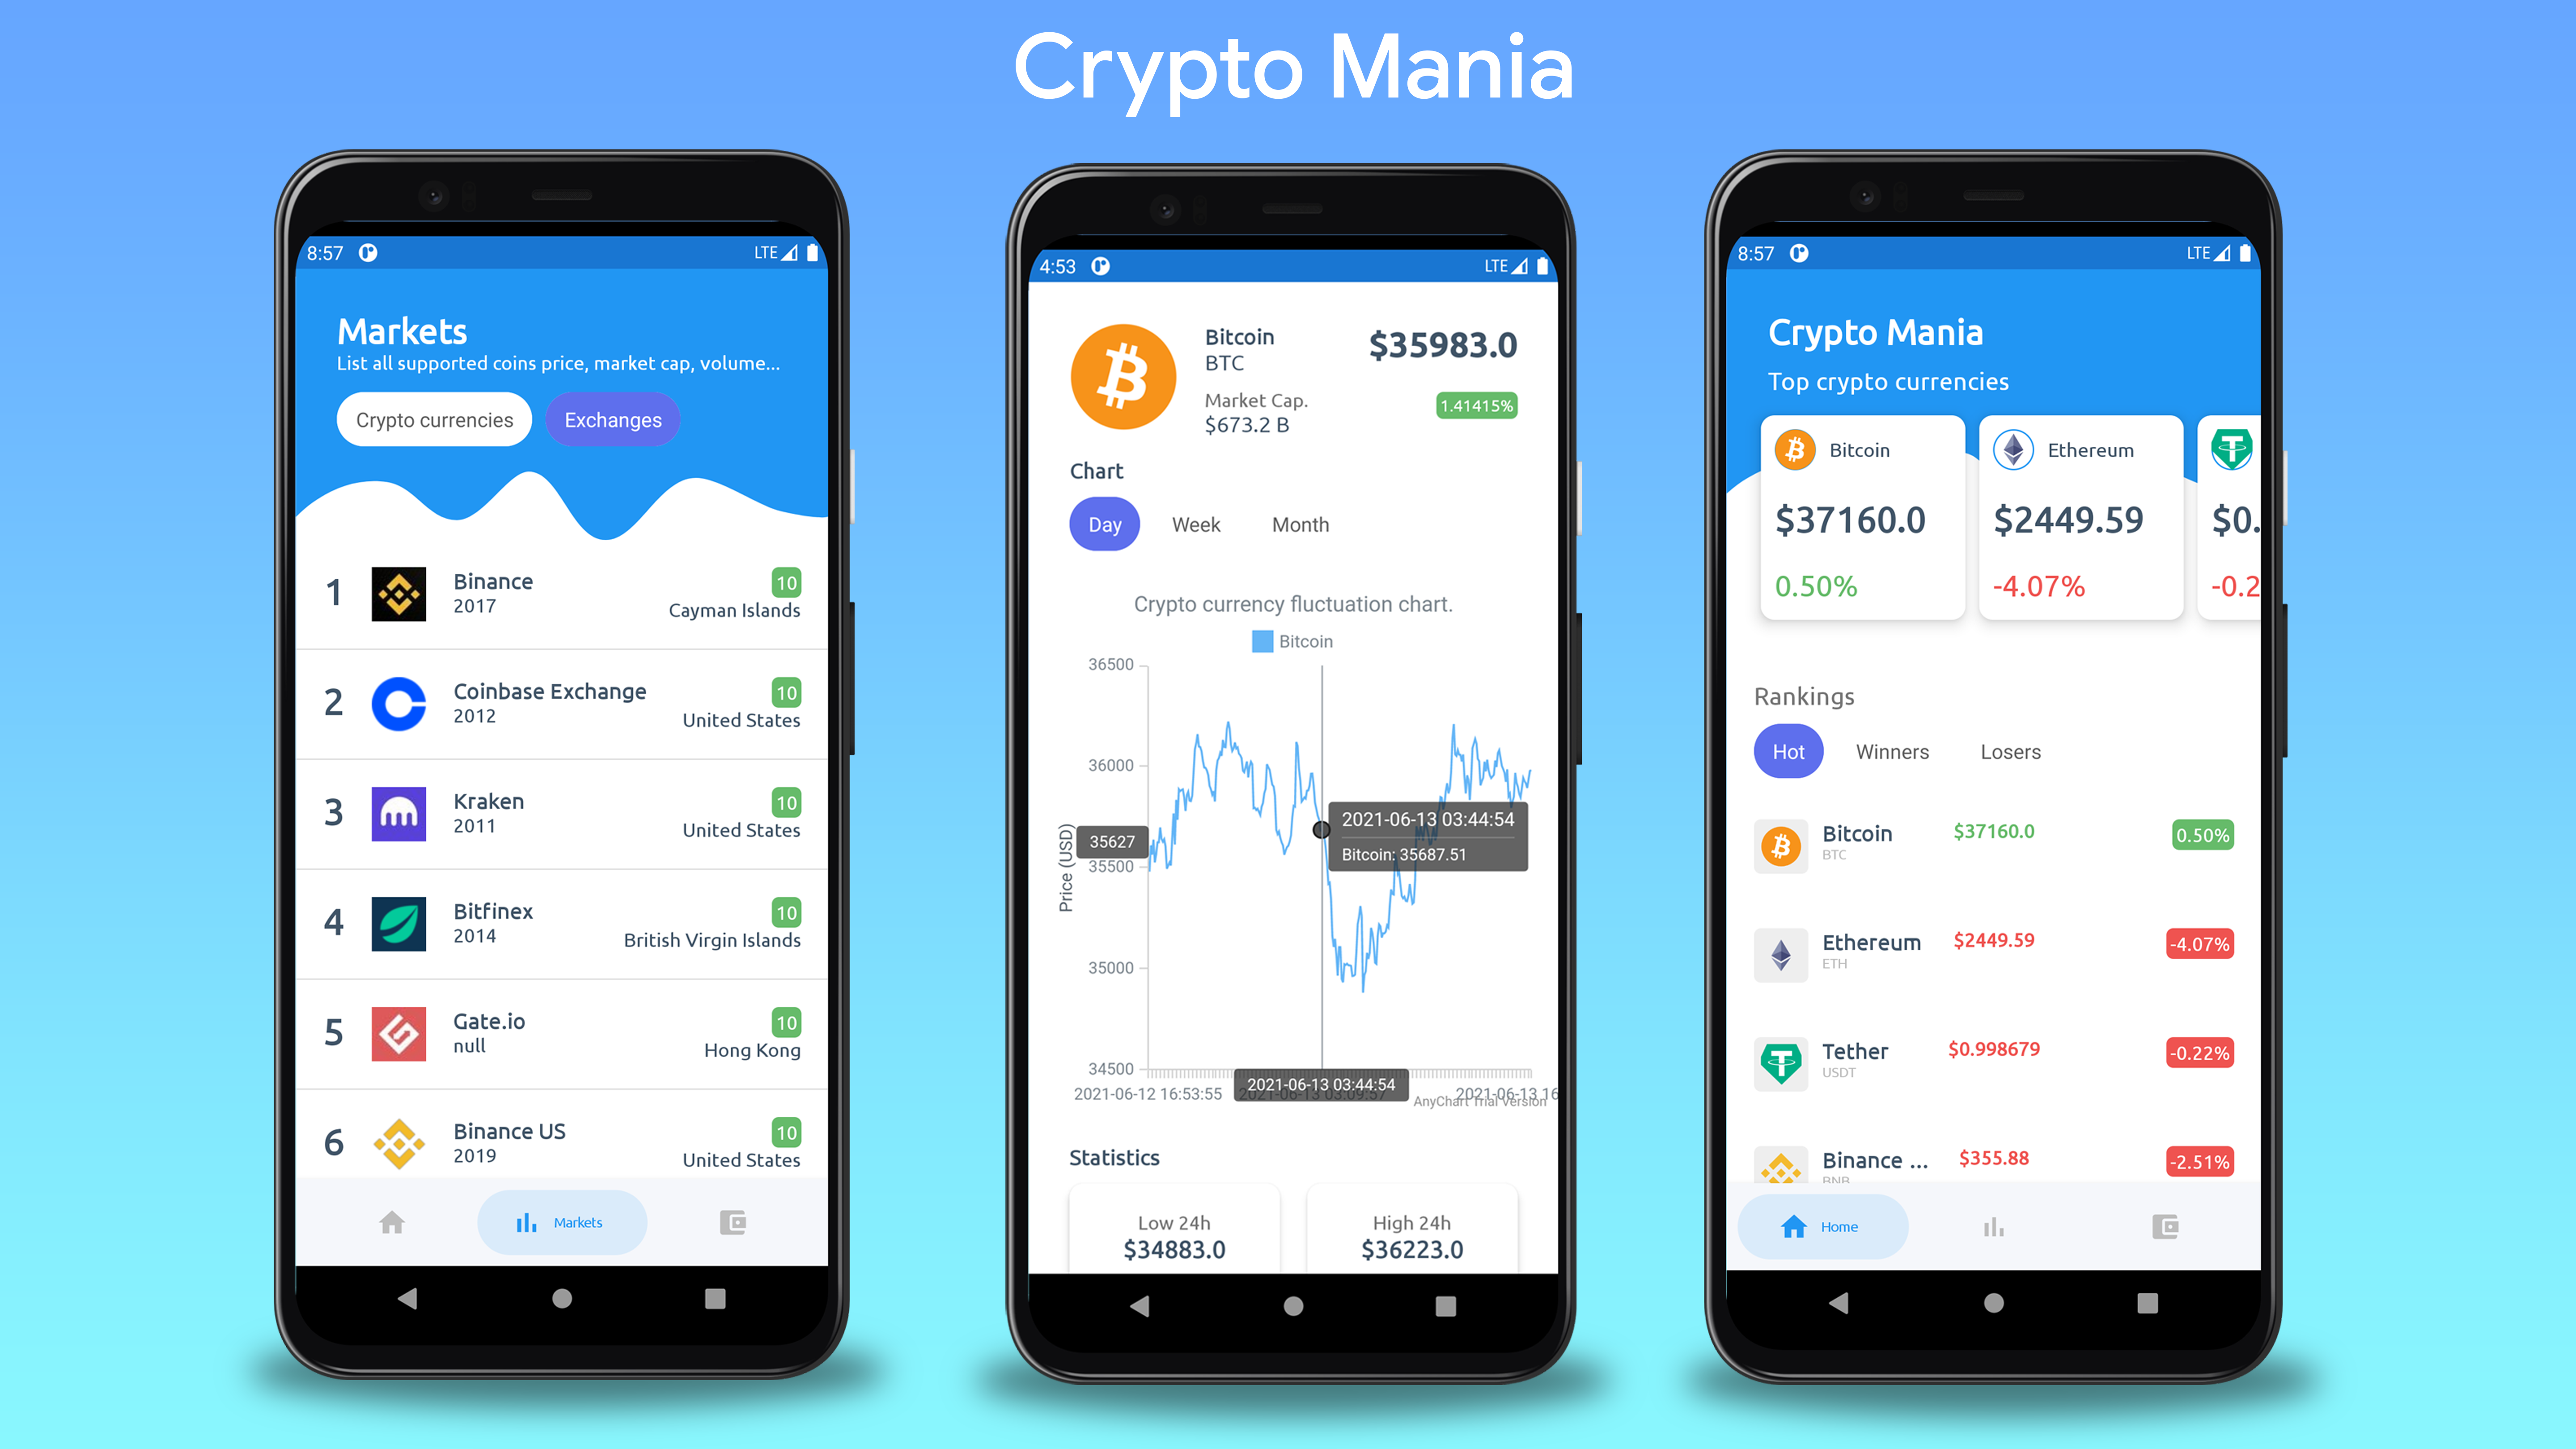 Crypto Mania
8:57
LTE
Markets
List all supported coins price, market cap, volume...
Crypto currencies
Exchanges
1
Binance
2017
10
Cayman Islands
2
Coinbase Exchange
2012
10
United States
3
Kraken
2011
10
United States
4
Bitfinex
2014
10
British Virgin Islands
5
Gate.io
null
10
Hong Kong
6
Binance US
2019
10
United States
Markets
4:53
LTE
Bitcoin
BTC
$35983.0
Market Cap.
$673.2 B
1.41415%
Chart
Day
Week
Month
Crypto currency fluctuation chart.
Bitcoin
Price (USD)
36500
36000
35627
35500
35000
34500
2021-06-13 03:44:54
Bitcoin: 35687.51
2021-06-12 16:53:55
2021-06-13 03:44:54
2021-06-13 03:09:57
2021-06-13 16
AnyChart Trial Version
Statistics
Low 24h
$34883.0
High 24h
$36223.0
8:57
LTE
Crypto Mania
Top crypto currencies
Bitcoin
$37160.0
0.50%
Ethereum
$2449.59
-4.07%
$0.
-0.2
Rankings
Hot
Winners
Losers
Bitcoin
BTC
$37160.0
0.50%
Ethereum
ETH
$2449.59
-4.07%
Tether
USDT
$0.998679
-0.22%
Binance ...
BNB
$355.88
-2.51%
Home